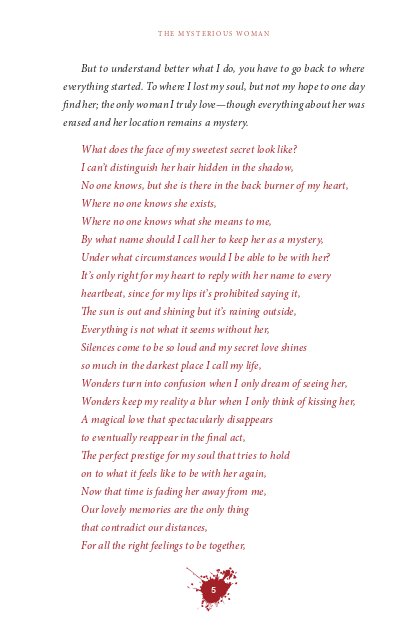 THE MYSTERIOUS WOMAN
But to understand better what I do, you have to go back to where
everything started. To where I lost my soul, but not my hope to one day
find her; the only woman I truly love—though everything about her was
erased and her location remains a mystery.
What does the face of my sweetest secret look like?
I can't distinguish her hair hidden in the shadow,
No one knows, but she is there in the back burner of my heart,
Where no one knows she exists,
Where no one knows what she means to me,
By what name should I call her to keep her as a mystery,
Under what circumstances would I be able to be with her?
It's only right for my heart to reply with her name to every
heartbeat, since for my lips it's prohibited saying it,
The sun is out and shining but it's raining outside,
Everything is not what it seems without her,
Silences come to be so loud and my secret love shines
so much in the darkest place I call my life,
Wonders turn into confusion when I only dream of seeing her,
Wonders keep my reality a blur when I only think of kissing her,
A magical love that spectacularly disappears
to eventually reappear in the final act,
The perfect prestige for my soul that tries to hold
on to what it feels like to be with her again,
Now that time is fading her away from me,
Our lovely memories are the only thing
that contradict our distances,
For all the right feelings to be together,
5